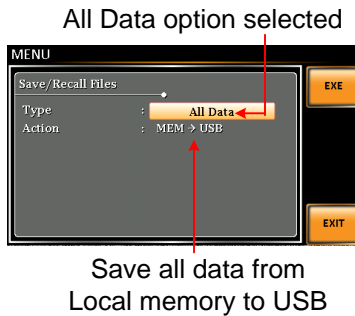 All Data option selected
MENU
Save/Recall Files
EXE
Type : All Data
Action : MEM → USB
EXIT
Save all data from
Local memory to USB